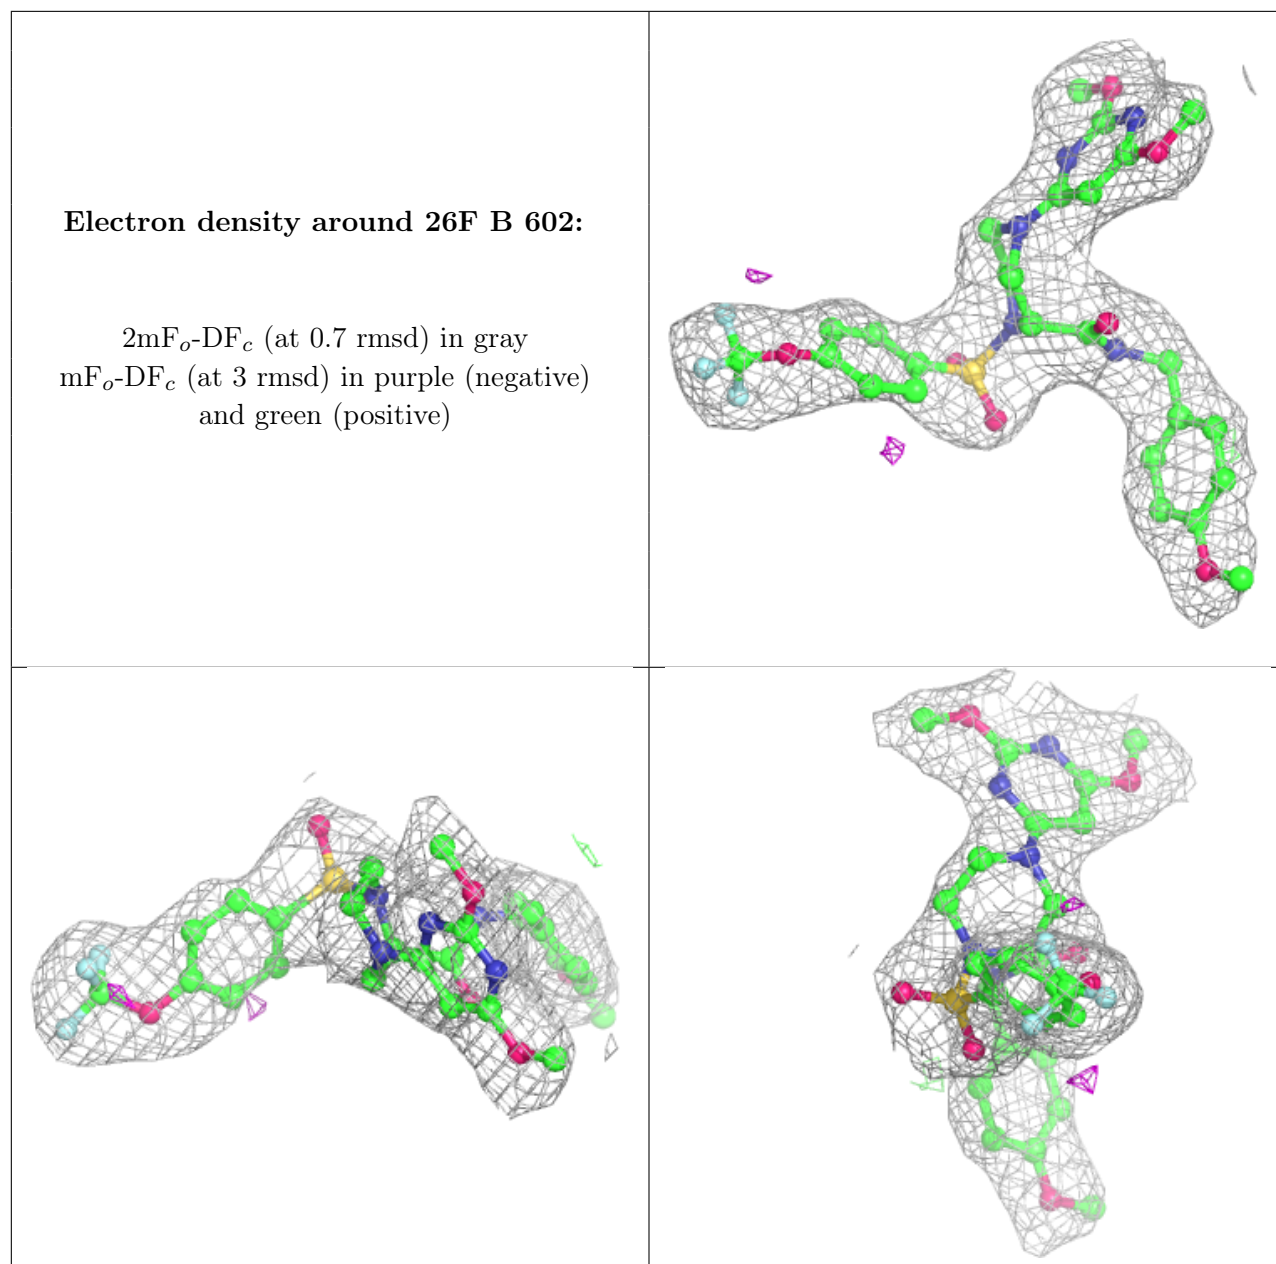 Electron density around 26F B 602:
2mFo-DFc (at 0.7 rmsd) in gray
mFo-DFc (at 3 rmsd) in purple (negative)
and green (positive)